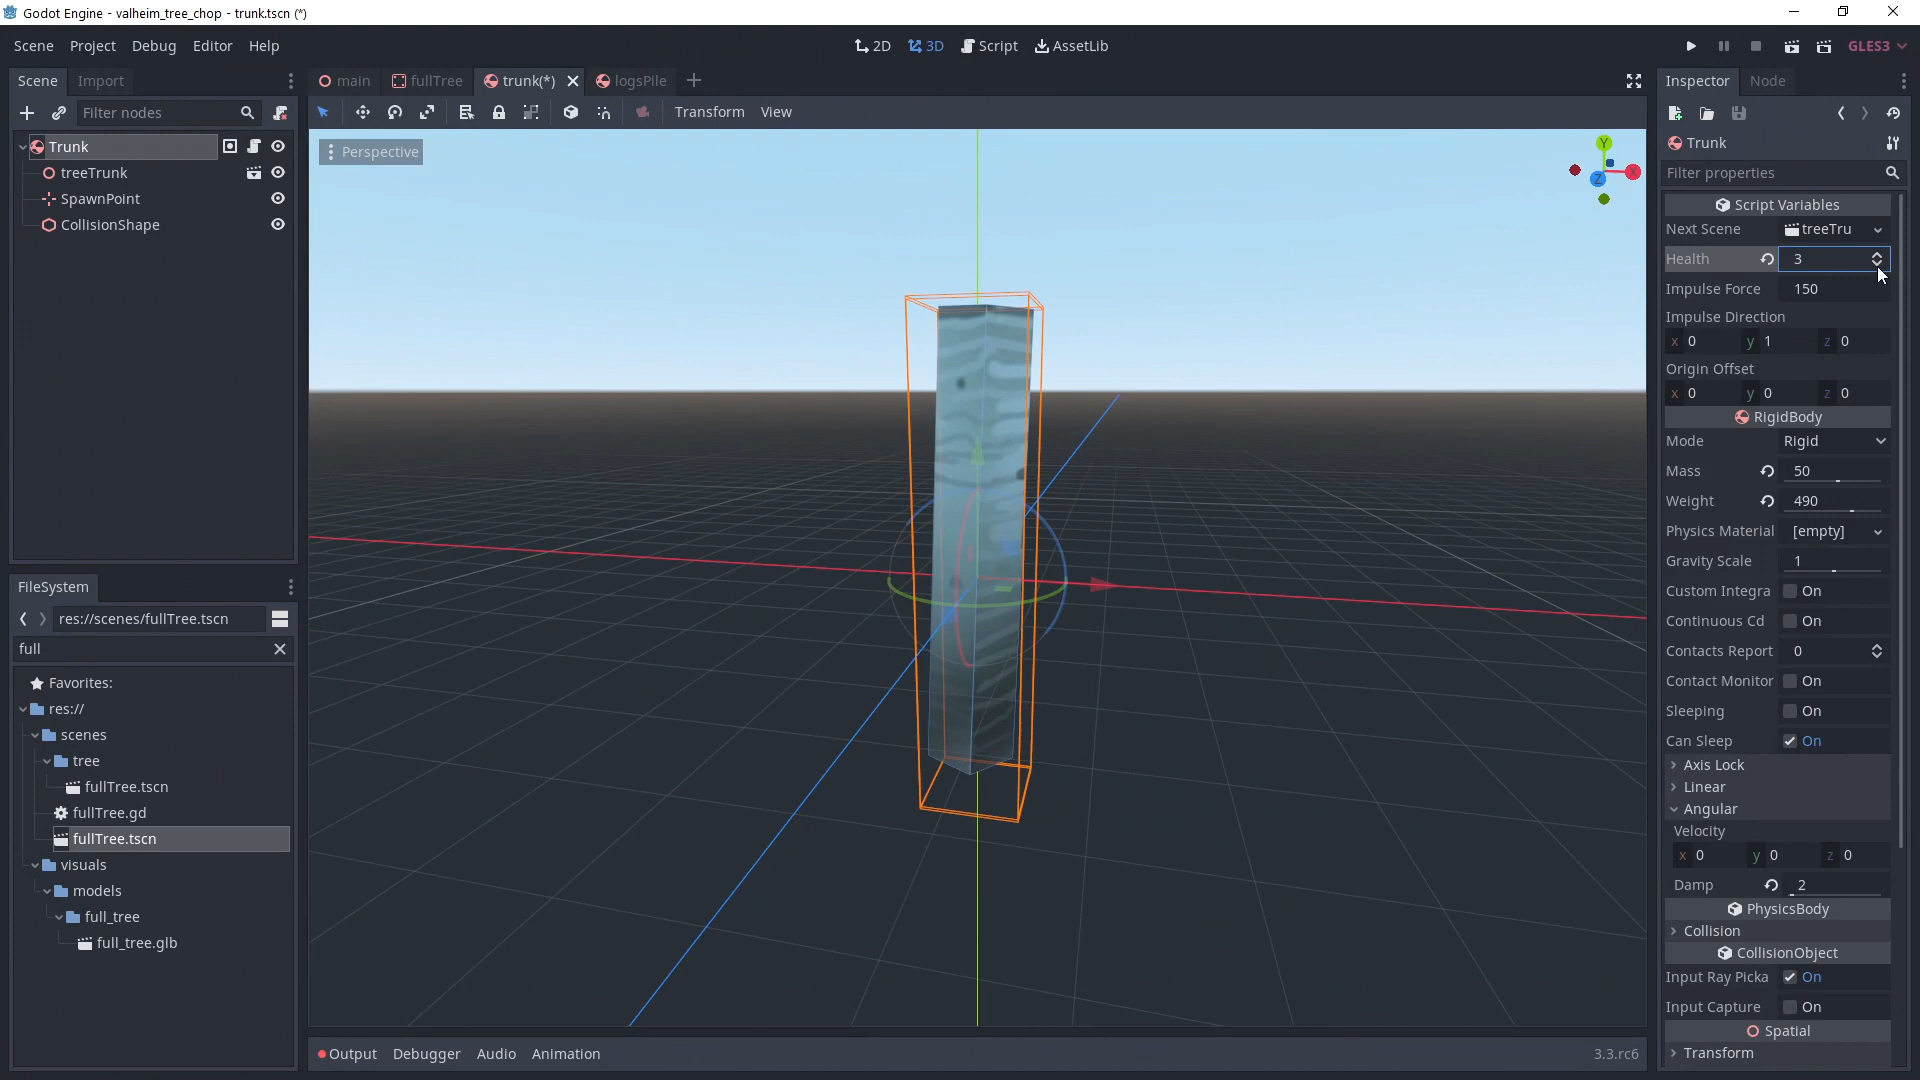 Godot Engine - valheim_tree_chop - trunk.tscn (*)
Scene Project Debug Editor Help
2D 3D Script AssetLib
GLES3
Scene Import
main fullTree trunk(*) logsPile
Inspector Node
Filter nodes
Transform View
Trunk
treeTrunk
SpawnPoint
CollisionShape
Perspective
Y
X
Z
FileSystem
res://scenes/fullTree.tscn
full
Favorites:
res://
scenes
tree
fullTree.tscn
fullTree.gd
fullTree.tscn
visuals
models
full_tree
full_tree.glb
Output Debugger Audio Animation
3.3.rc6
Trunk
Filter properties
Script Variables
Next Scene treeTru
Health 3
Impulse Force 150
Impulse Direction
x 0 y 1 z 0
Origin Offset
x 0 y 0 z 0
RigidBody
Mode Rigid
Mass 50
Weight 490
Physics Material [empty]
Gravity Scale 1
Custom Integra On
Continuous Cd On
Contacts Report 0
Contact Monitor On
Sleeping On
Can Sleep On
Axis Lock
Linear
Angular
Velocity
x 0 y 0 z 0
Damp 2
PhysicsBody
Collision
CollisionObject
Input Ray Picka On
Input Capture On
Spatial
Transform